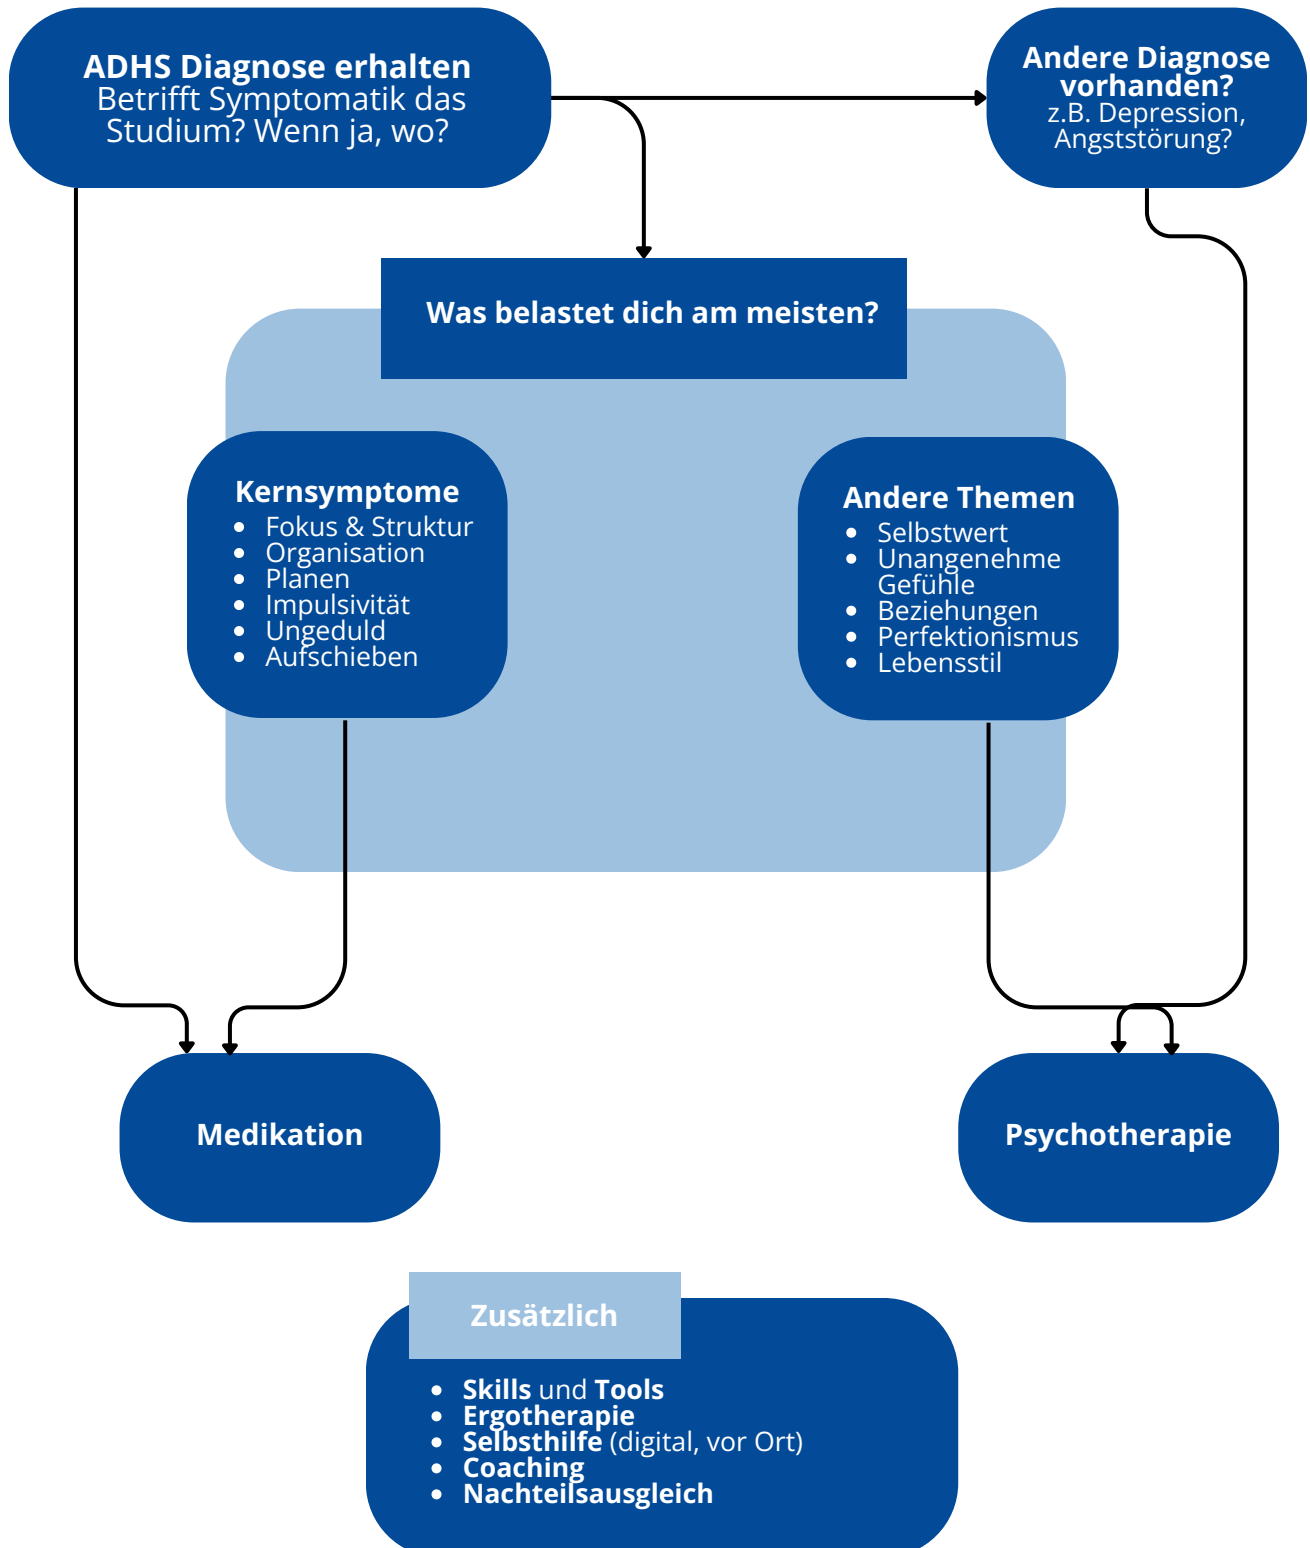 ADHS Diagnose erhalten
Betrifft Symptomatik das
Studium? Wenn ja, wo?
Andere Diagnose
vorhanden?
z.B. Depression,
Angststörung?
Was belastet dich am meisten?
Kernsymptome
• Fokus & Struktur
• Organisation
• Planen
• Impulsivität
• Ungeduld
• Aufschieben
Andere Themen
• Selbstwert
• Unangenehme
Gefühle
• Beziehungen
• Perfektionismus
• Lebensstil
Medikation
Psychotherapie
Zusätzlich
• Skills und Tools
• Ergotherapie
• Selbsthilfe (digital, vor Ort)
• Coaching
• Nachteilsausgleich